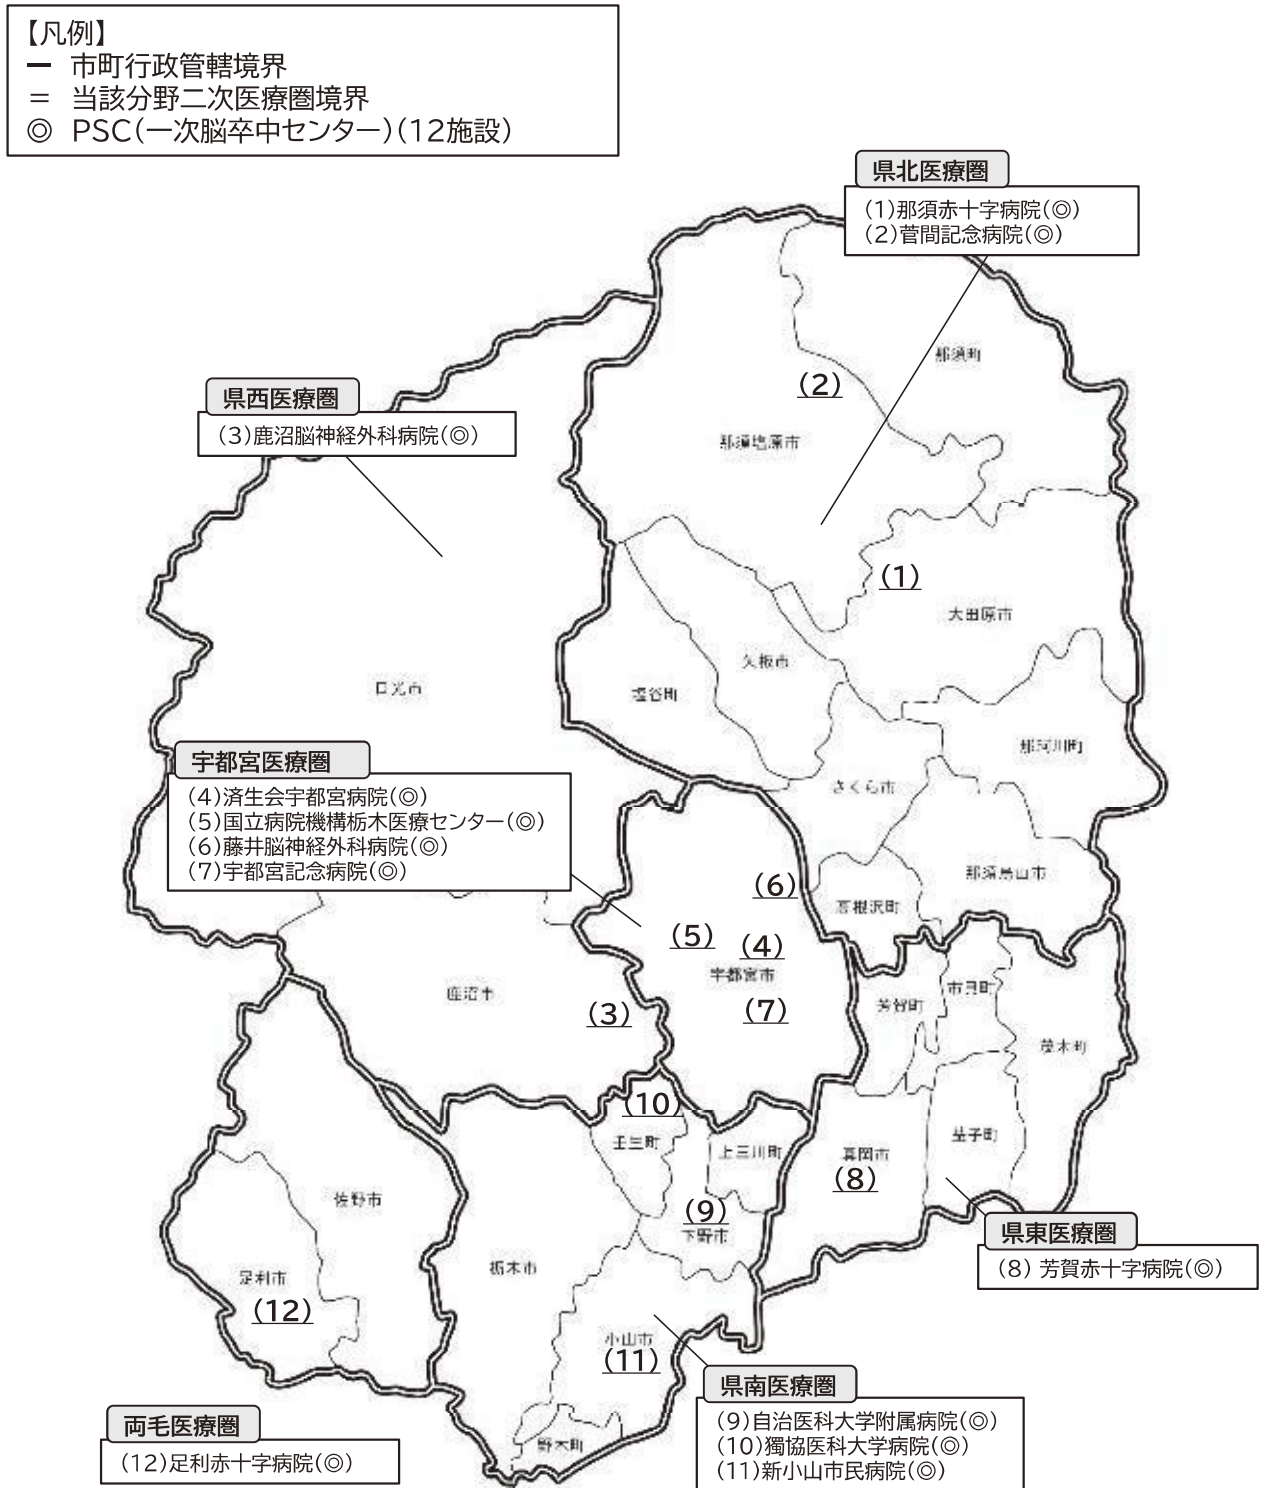 【凡例】
ー 市町行政管轄境界
= 当該分野二次医療圏境界
◎ PSC(一次脳卒中センター)(12施設)
県北医療圏
(1)那須赤十字病院(◎)
(2)菅間記念病院(◎)
那須町
(2)
県西医療圏
(3)鹿沼脳神経外科病院(◎)
那須塩原市
(1)
大田原市
矢板市
日光市
塩谷町
那珂川町
宇都宮医療圏
(4)済生会宇都宮病院(◎)
(5)国立病院機構栃木医療センター(◎)
(6)藤井脳神経外科病院(◎)
(7)宇都宮記念病院(◎)
さくら市
那須烏山市
(6)
高根沢町
(5)
(4)
宇都宮市
市貝町
鹿沼市
芳賀町
(3)
(7)
茂木町
(10)
壬生町
上三川町
益子町
真岡市
(8)
佐野市
(9)
下野市
県東医療圏
(8) 芳賀赤十字病院(◎)
栃木市
足利市
(12)
小山市
(11)
県南医療圏
(9)自治医科大学附属病院(◎)
(10)獨協医科大学病院(◎)
(11)新小山市民病院(◎)
両毛医療圏
(12)足利赤十字病院(◎)
野木町